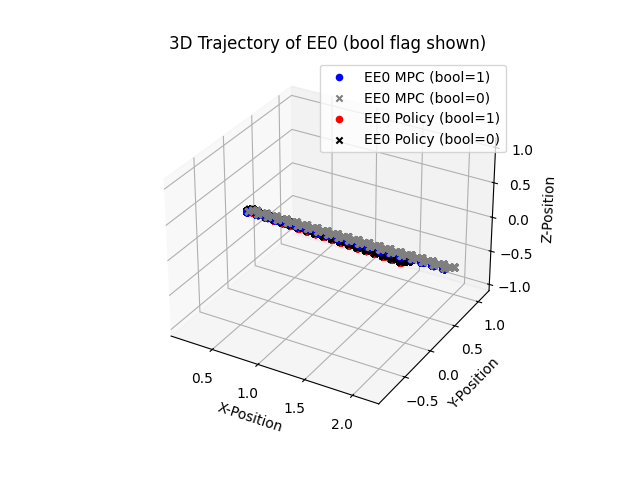 3D Trajectory of EE0 (bool flag shown)
EE0 MPC (bool=1)
EE0 MPC (bool=0)
EE0 Policy (bool=1)
EE0 Policy (bool=0)
1.0
0.5
0.0
−0.5
−1.0
Z-Position
1.0
0.5
0.0
−0.5
Y-Position
0.5
1.0
1.5
2.0
X-Position